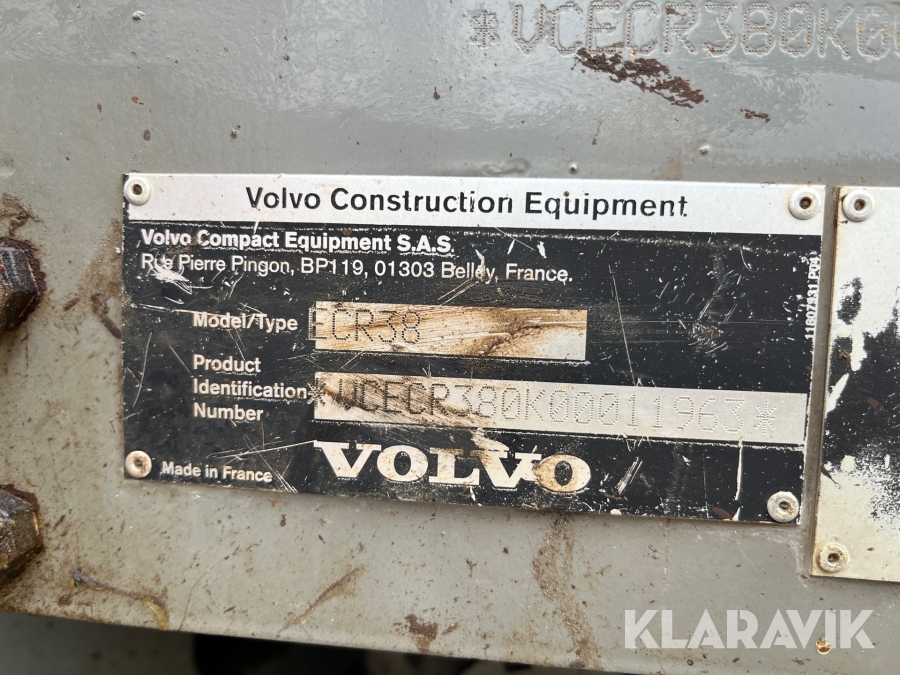 *VCECR380K00
Volvo Construction Equipment
Volvo Compact Equipment S.A.S.
Rue Pierre Pingon, BP119, 01303 Belley, France.
Model/Type ECR38
Product
Identification *VCECR380K00011963*
Number
VOLVO
Made in France
KLARAVIK